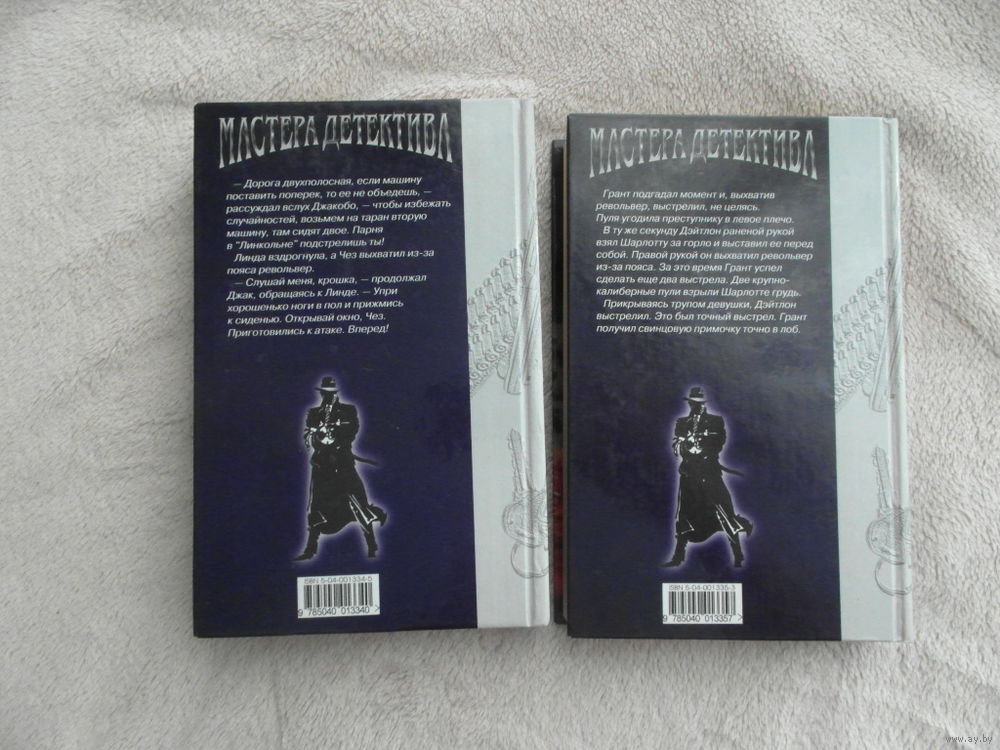 МАСТЕРА ДЕТЕКТИВА
— Дорога двухполосная, если машину
поставить поперек, то ее не объедешь, —
рассуждал вслух Джакобо, — чтобы избежать
случайностей, возьмем на таран вторую
машину, там сидят двое. Парня
в "Линкольне" подстрелишь ты!
Линда вздрогнула, а Чез выхватил из-за
пояса револьвер.
— Слушай меня, крошка, — продолжал
Джак, обращаясь к Линде. — Упри
хорошенько ноги в пол и прижмись
к сиденью. Открывай окно, Чез.
Приготовились к атаке. Вперед!
ISBN 5-04-001334-5
9 785040 013340 >
МАСТЕРА ДЕТЕКТИВА
Грант подгадал момент и, выхватив
револьвер, выстрелил, не целясь.
Пуля угодила преступнику в левое плечо.
В ту же секунду Дэйтлон раненой рукой
взял Шарлотту за горло и выставил ее перед
собой. Правой рукой он выхватил револьвер
из-за пояса. За это время Грант успел
сделать еще два выстрела. Две крупно-
калиберные пули взрыли Шарлотте грудь.
Прикрываясь трупом девушки, Дэйтлон
выстрелил. Это был точный выстрел. Грант
получил свинцовую примочку точно в лоб.
ISBN 5-04-001335-3
9 785040 013357 >
www.ay.by